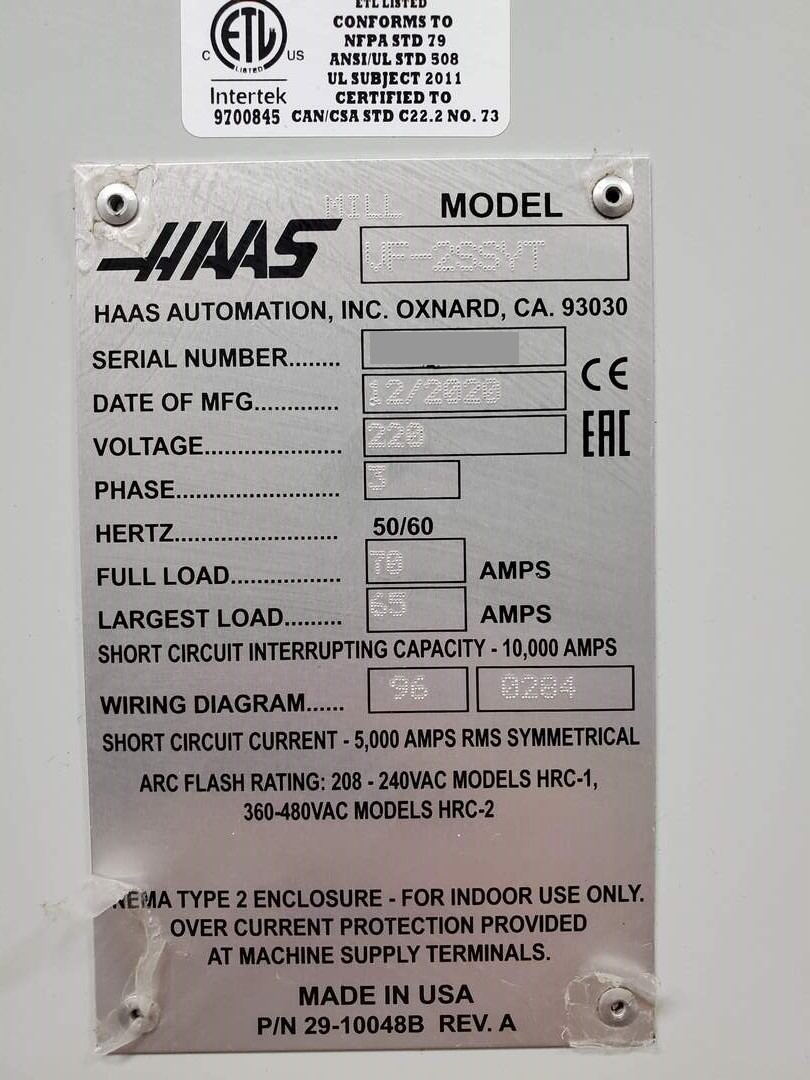 ETL LISTED
CONFORMS TO
NFPA STD 79
ANSI/UL STD 508
UL SUBJECT 2011
CERTIFIED TO
CAN/CSA STD C22.2 NO. 73
C ETL US
LISTED
Intertek
9700845
MILL MODEL
HAAS VF-2SSYT
HAAS AUTOMATION, INC. OXNARD, CA. 93030
SERIAL NUMBER........
DATE OF MFG............. 12/2020 CE
VOLTAGE..................... 220 EAC
PHASE......................... 3
HERTZ......................... 50/60
FULL LOAD................. 70 AMPS
LARGEST LOAD......... 65 AMPS
SHORT CIRCUIT INTERRUPTING CAPACITY - 10,000 AMPS
WIRING DIAGRAM...... 96 0284
SHORT CIRCUIT CURRENT - 5,000 AMPS RMS SYMMETRICAL
ARC FLASH RATING: 208 - 240VAC MODELS HRC-1,
360-480VAC MODELS HRC-2
NEMA TYPE 2 ENCLOSURE - FOR INDOOR USE ONLY.
OVER CURRENT PROTECTION PROVIDED
AT MACHINE SUPPLY TERMINALS.
MADE IN USA
P/N 29-10048B REV. A